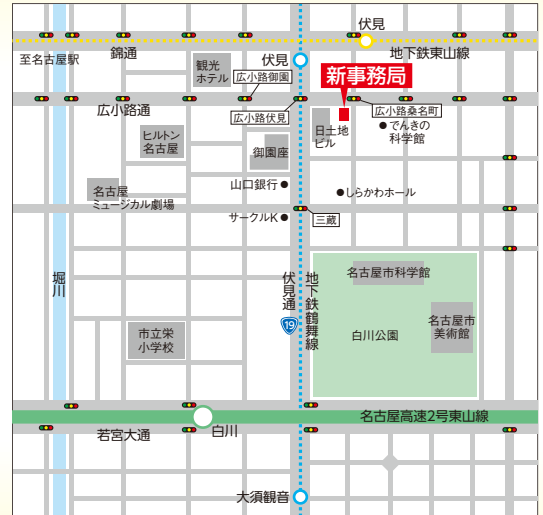 伏見
錦通
伏見
地下鉄東山線
至名古屋駅
観光
ホテル
広小路御園
新事務局
広小路通
広小路伏見
広小路桑名町
ヒルトン
名古屋
御園座
日土地
ビル
でんきの
科学館
山口銀行
しらかわホール
名古屋
ミュージカル劇場
サークルK
三蔵
堀川
伏見通
地下鉄鶴舞線
19
名古屋市科学館
市立栄
小学校
白川公園
名古屋市
美術館
名古屋高速2号東山線
若宮大通
白川
大須観音